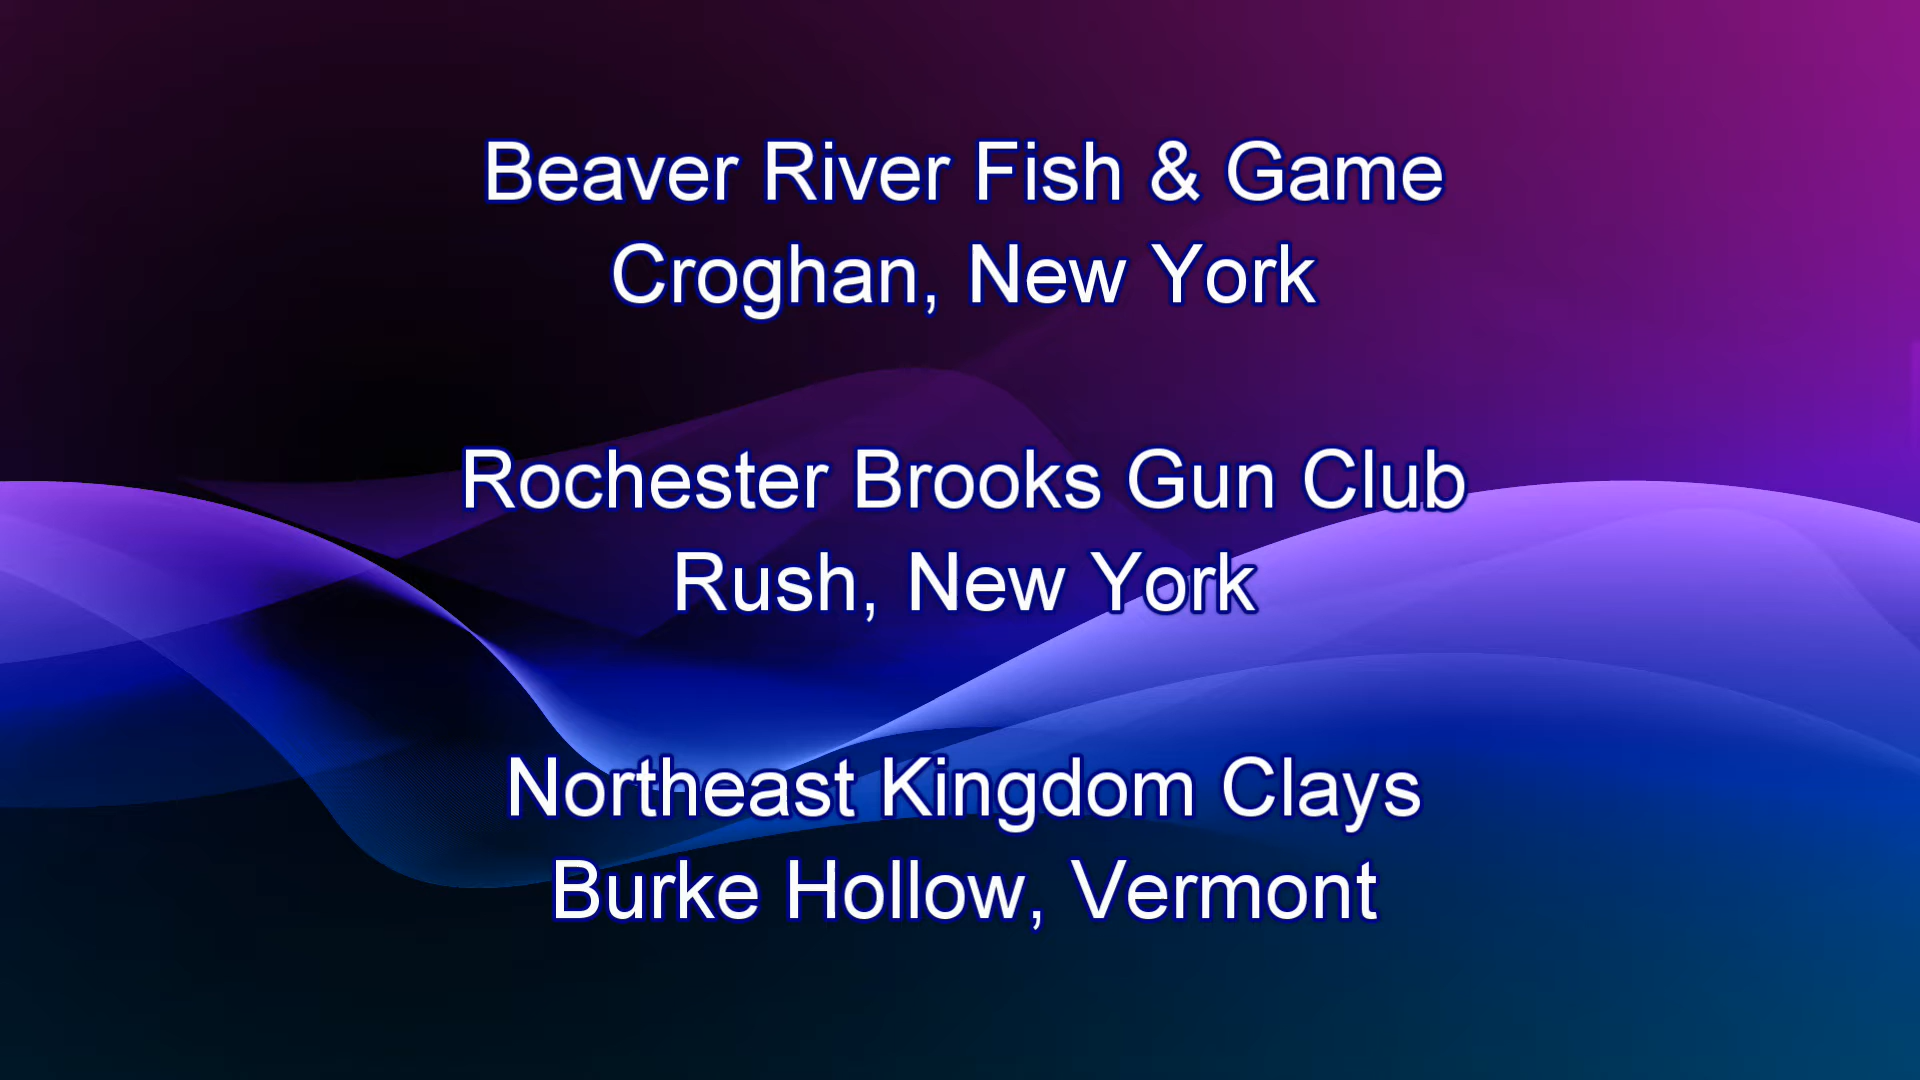 Beaver River Fish & Game
Croghan, New York
Rochester Brooks Gun Club
Rush, New York
Northeast Kingdom Clays
Burke Hollow, Vermont